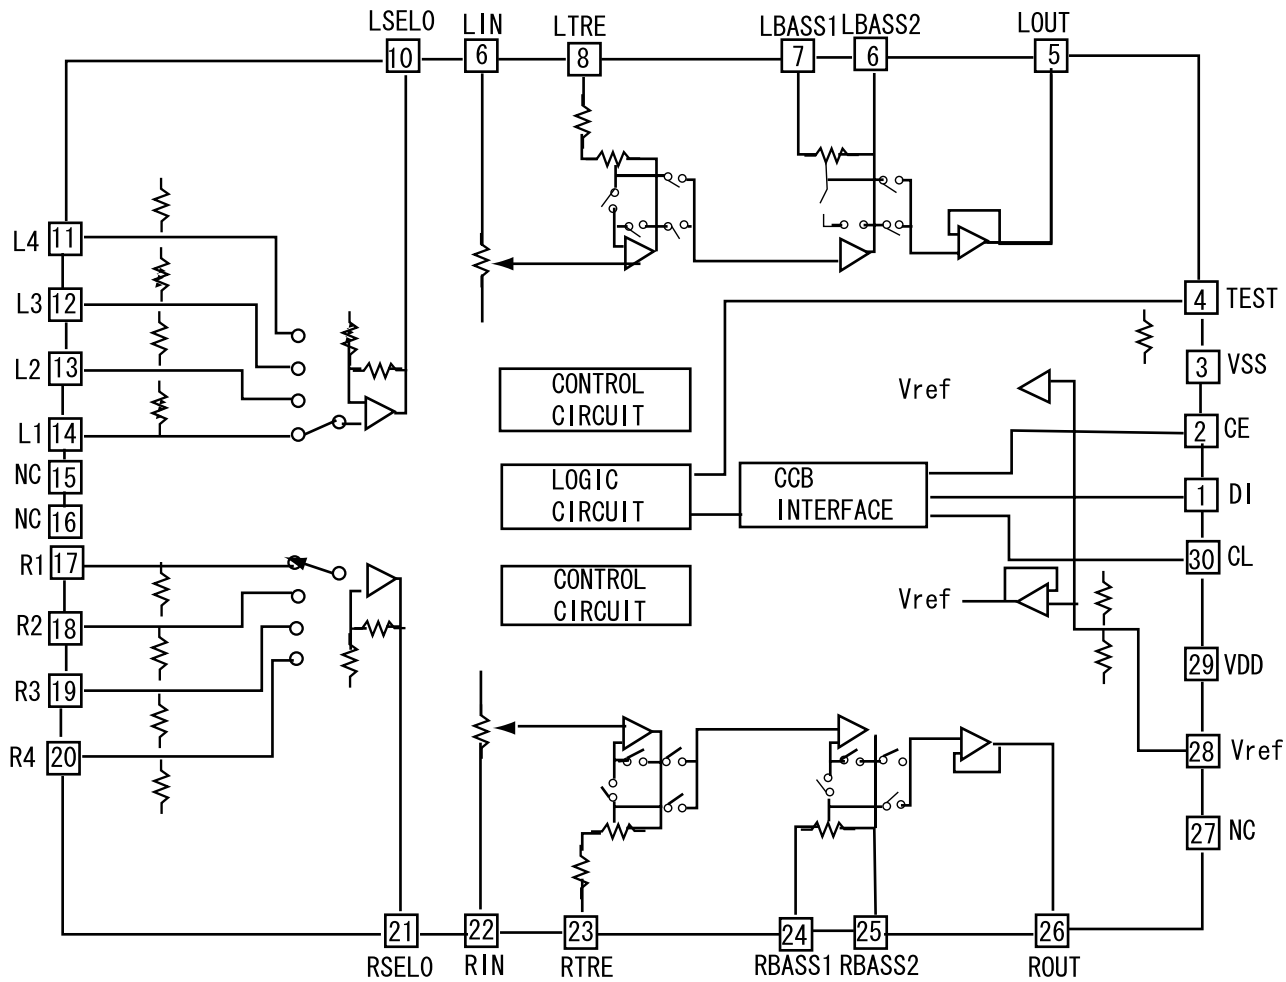 LSELO LIN LTRE LBASS1 LBASS2 LOUT
10 6 8 7 6 5
L4 11
L3 12
L2 13
L1 14
NC 15
NC 16
R1 17
R2 18
R3 19
R4 20
CONTROL
CIRCUIT
LOGIC
CIRCUIT
CCB
INTERFACE
CONTROL
CIRCUIT
Vref
Vref
4 TEST
3 VSS
2 CE
1 DI
30 CL
29 VDD
28 Vref
27 NC
21 22 23 24 25 26
RSELO RIN RTRE RBASS1 RBASS2 ROUT